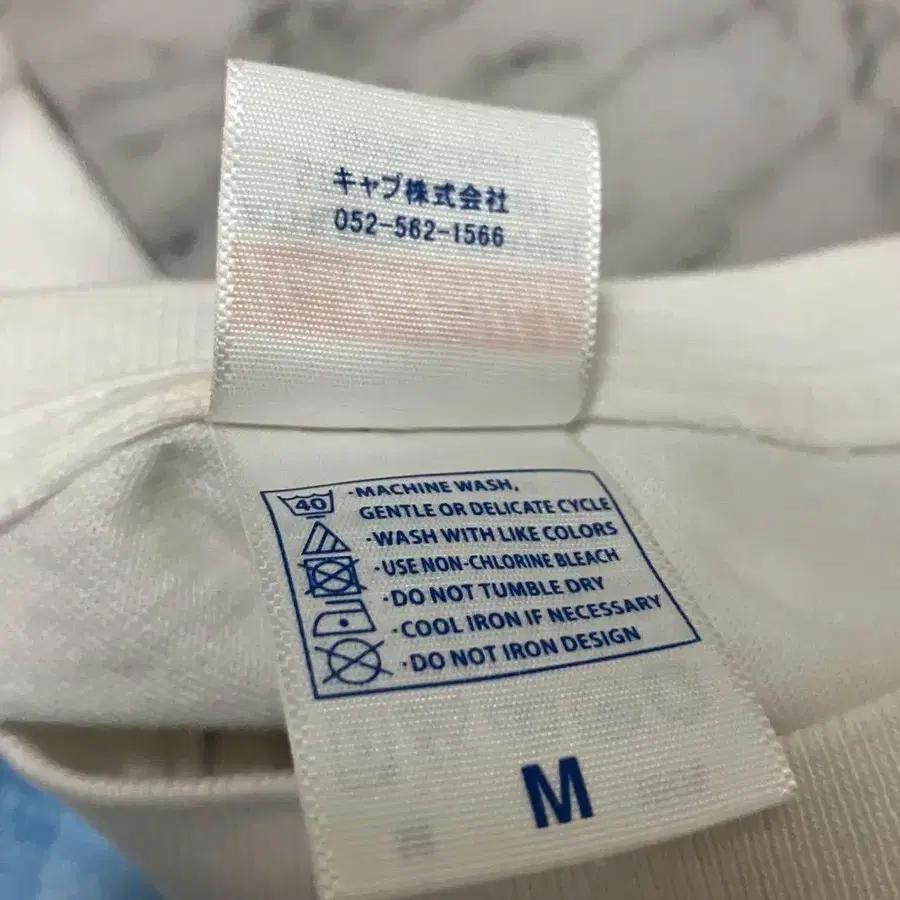 キャブ株式会社
052-562-1566
40
·MACHINE WASH,
GENTLE OR DELICATE CYCLE
·WASH WITH LIKE COLORS
·USE NON-CHLORINE BLEACH
·DO NOT TUMBLE DRY
·COOL IRON IF NECESSARY
·DO NOT IRON DESIGN
M